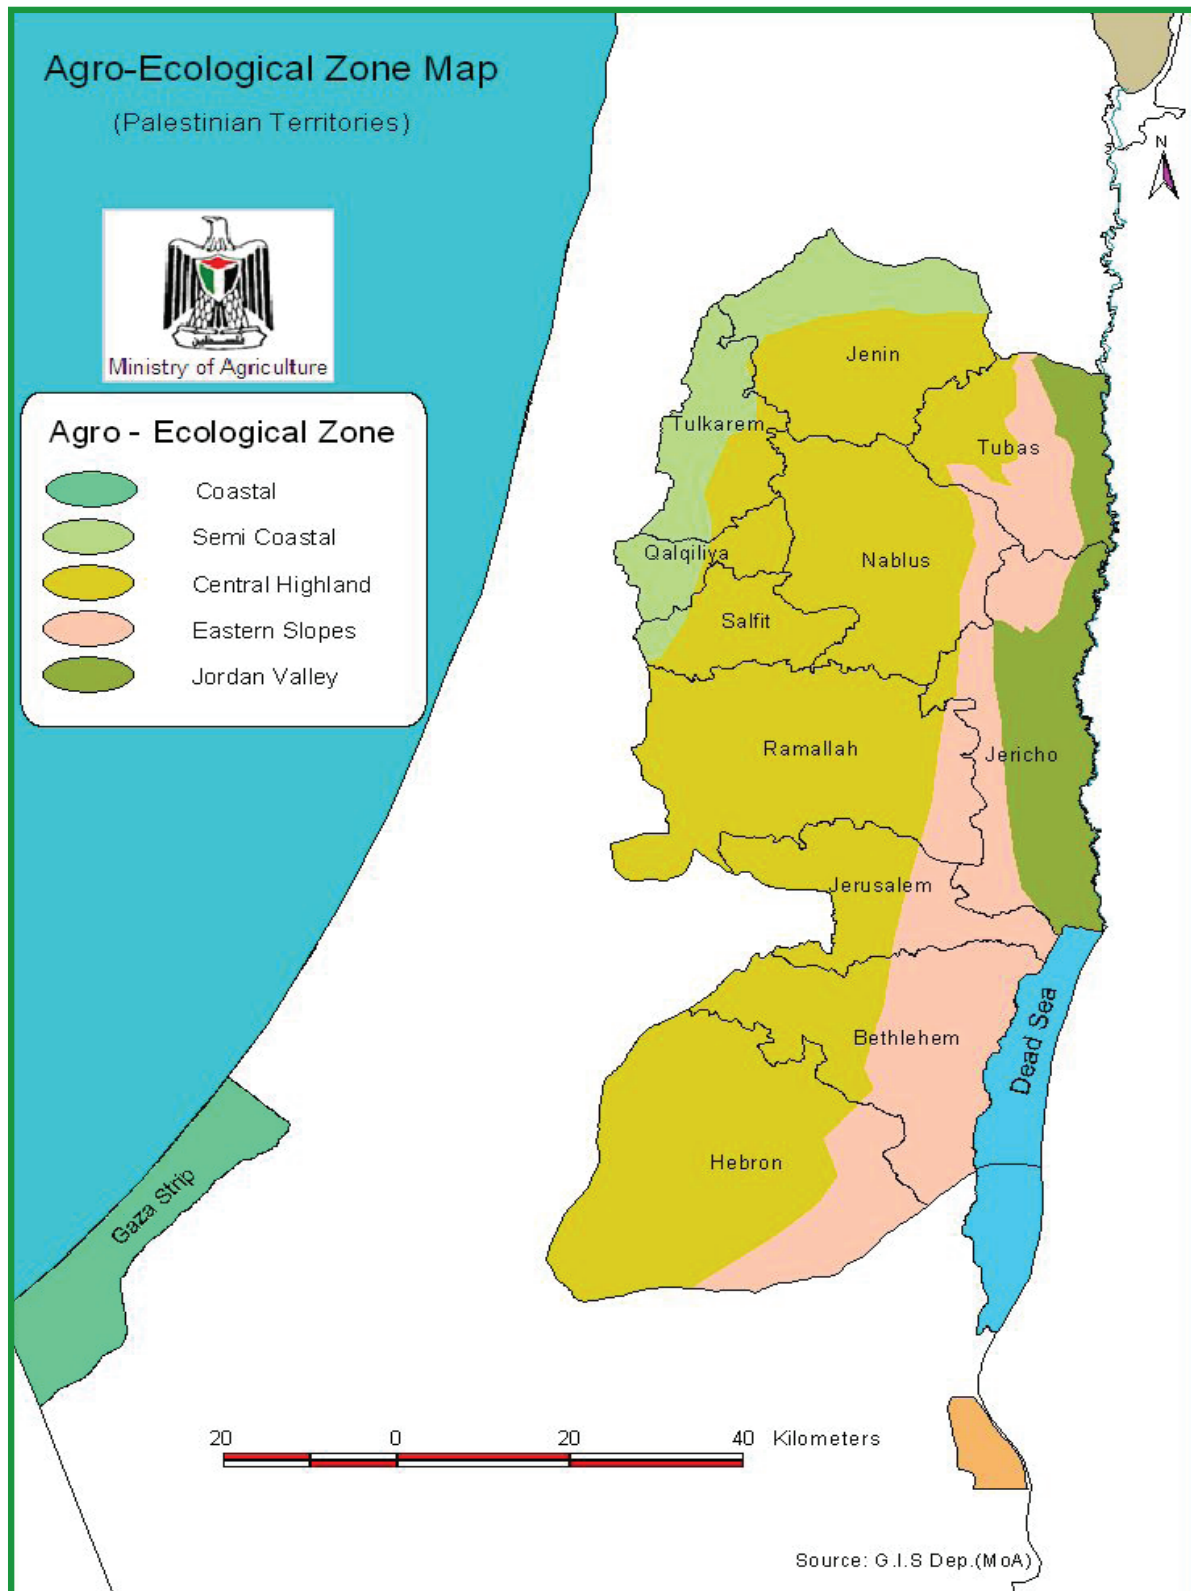 Agro-Ecological Zone Map
(Palestinian Territories)
N
فلسطين
Ministry of Agriculture
Agro - Ecological Zone
Coastal
Semi Coastal
Central Highland
Eastern Slopes
Jordan Valley
Jenin
Tulkarem
Tubas
Qalqiliya
Nablus
Salfit
Ramallah
Jericho
Jerusalem
Dead Sea
Bethlehem
Hebron
Gaza Strip
20 0 20 40 Kilometers
Source: G.I.S Dep.(MoA)